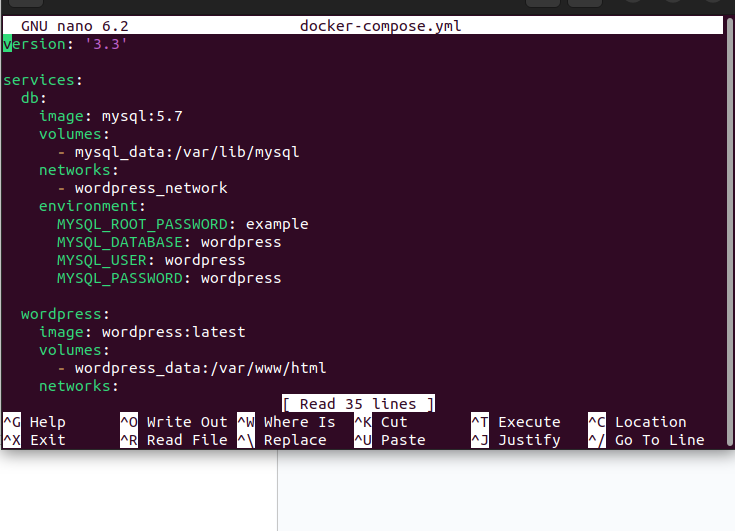 GNU nano 6.2 docker-compose.yml
version: '3.3'

services:
  db:
    image: mysql:5.7
    volumes:
      - mysql_data:/var/lib/mysql
    networks:
      - wordpress_network
    environment:
      MYSQL_ROOT_PASSWORD: example
      MYSQL_DATABASE: wordpress
      MYSQL_USER: wordpress
      MYSQL_PASSWORD: wordpress

  wordpress:
    image: wordpress:latest
    volumes:
      - wordpress_data:/var/www/html
    networks:
[ Read 35 lines ]
^G Help ^O Write Out ^W Where Is ^K Cut ^T Execute ^C Location
^X Exit ^R Read File ^\ Replace ^U Paste ^J Justify ^/ Go To Line